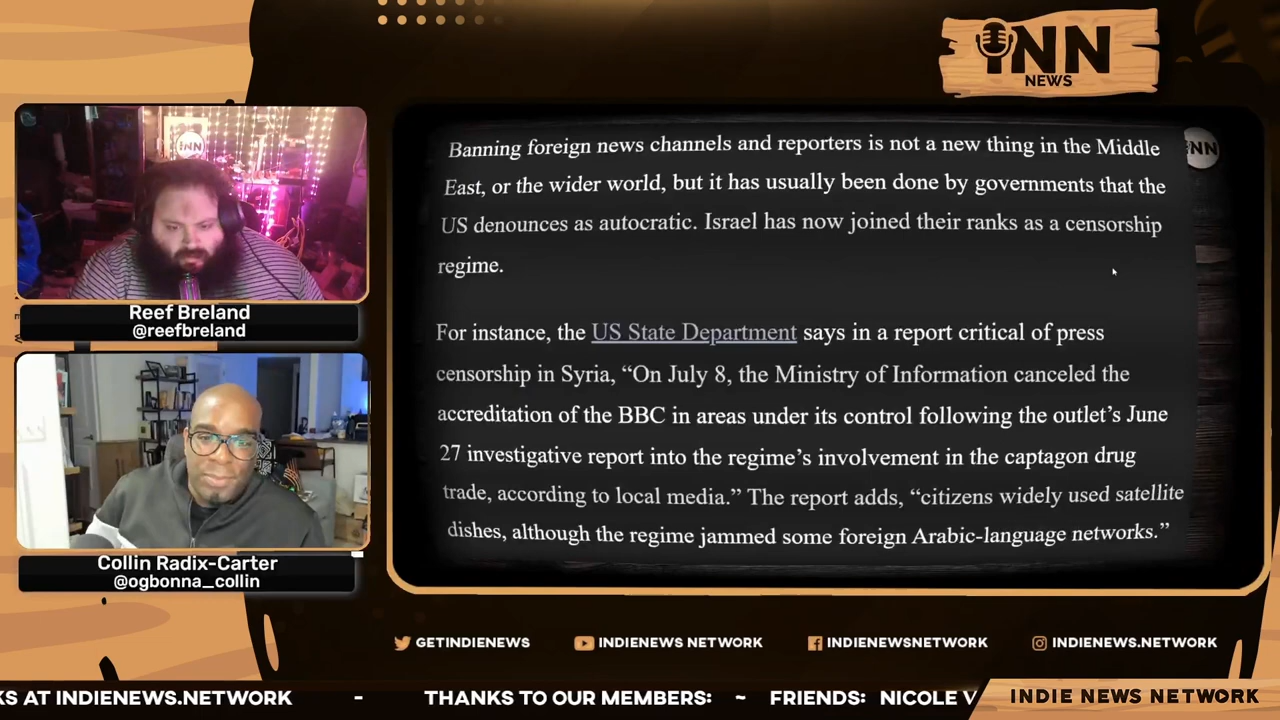 INN
NEWS
INN
Reef Breland
@reefbreland
Collin Radix-Carter
@ogbonna_collin
Banning foreign news channels and reporters is not a new thing in the Middle
East, or the wider world, but it has usually been done by governments that the
US denounces as autocratic. Israel has now joined their ranks as a censorship
regime.
For instance, the US State Department says in a report critical of press
censorship in Syria, “On July 8, the Ministry of Information canceled the
accreditation of the BBC in areas under its control following the outlet’s June
27 investigative report into the regime’s involvement in the captagon drug
trade, according to local media.” The report adds, “citizens widely used satellite
dishes, although the regime jammed some foreign Arabic-language networks.”
INN
GETINDIENEWS
INDIENEWS NETWORK
INDIENEWSNETWORK
INDIENEWS.NETWORK
KS AT INDIENEWS.NETWORK - THANKS TO OUR MEMBERS: ~ FRIENDS: NICOLE V
INDIE NEWS NETWORK